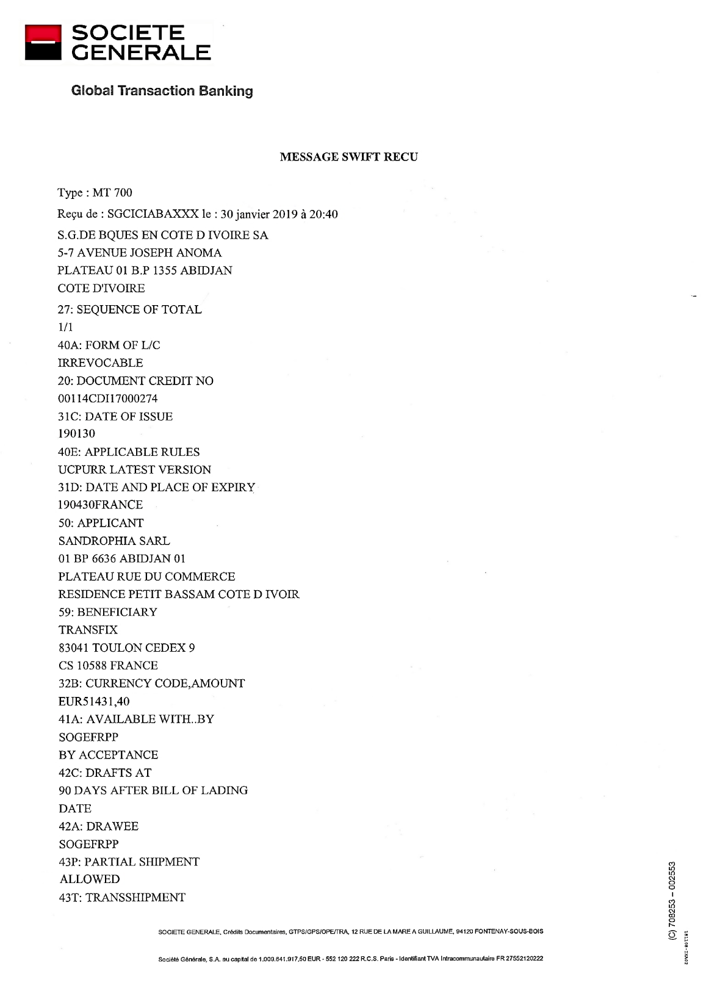 SOCIETE
GENERALE
Global Transaction Banking
MESSAGE SWIFT RECU
Type : MT 700
Reçu de : SGCICIABAXXX le : 30 janvier 2019 à 20:40
S.G.DE BQUES EN COTE D IVOIRE SA
5-7 AVENUE JOSEPH ANOMA
PLATEAU 01 B.P 1355 ABIDJAN
COTE D'IVOIRE
27: SEQUENCE OF TOTAL
1/1
40A: FORM OF L/C
IRREVOCABLE
20: DOCUMENT CREDIT NO
00114CDI17000274
31C: DATE OF ISSUE
190130
40E: APPLICABLE RULES
UCPURR LATEST VERSION
31D: DATE AND PLACE OF EXPIRY
190430FRANCE
50: APPLICANT
SANDROPHIA SARL
01 BP 6636 ABIDJAN 01
PLATEAU RUE DU COMMERCE
RESIDENCE PETIT BASSAM COTE D IVOIR
59: BENEFICIARY
TRANSFIX
83041 TOULON CEDEX 9
CS 10588 FRANCE
32B: CURRENCY CODE,AMOUNT
EUR51431,40
41A: AVAILABLE WITH..BY
SOGEFRPP
BY ACCEPTANCE
42C: DRAFTS AT
90 DAYS AFTER BILL OF LADING
DATE
42A: DRAWEE
SOGEFRPP
43P: PARTIAL SHIPMENT
ALLOWED
43T: TRANSSHIPMENT
SOCIETE GENERALE, Crédits Documentaires, GTPS/GPS/OPE/TRA, 12 RUE DE LA MARE A GUILLAUME, 94120 FONTENAY-SOUS-BOIS
Société Générale, S.A. au capital de 1.009.641.917,50 EUR - 552 120 222 R.C.S. Paris - Identifiant TVA Intracommunautaire FR 27552120222
(C) 708253 – 002553